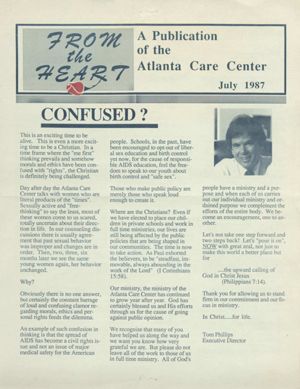 FROM
the
HEART
A Publication
of the
Atlanta Care Center
July 1987
CONFUSED?
This is an exciting time to be
alive. This is even a more excit-
ing time to be a Christian. In a
time frame where the "me first"
thinking prevails and somehow
morals and ethics have been con-
fused with "rights", the Christian
is definitely being challenged.
Day after day the Atlanta Care
Center talks with women who are
literal products of the "times".
Sexually active and "firm-
thinking" to say the least, most of
these women come to us scared,
really uncertain about their direc-
tion in life. In our counseling dis-
cussions there is usually agree-
ment that past sexual behavior
was improper and changes are in
order. Then, two, three, six
months later we see the same
young women again, her behavior
unchanged.
Why?
Obviously there is no one answer,
but certainly the constant barrage
of loud and confusing clamor re-
garding morals, ethics and per-
sonal rights feeds the dilemma.
An example of such confusion in
thinking is that the spread of
AIDS has become a civil rights is-
sue and not an issue of major
medical safety for the American
people. Schools, in the past, have
been encouraged to opt out of liber-
al sex education and birth control
yet now, for the cause of responsi-
ble AIDS education, feel the free-
dom to speak to our youth about
birth control and "safe sex".
Those who make public policy are
merely those who speak loud
enough to create it.
Where are the Christians? Even if
we have elected to place our chil-
dren in private schools and work in
full time ministries, our lives are
still being affected by the public
policies that are being shaped in
our communities. The time is now
to take action. As Paul exhorted
the believers, to be "steadfast, im-
movable, always abounding in the
work of the Lord" (I Corinthians
15:58).
Our ministry, the ministry of the
Atlanta Care Center has continued
to grow year after year. God has
certainly blessed us and His efforts
through us for the cause of going
against public opinion.
We recognize that many of you
have helped us along the way and
we want you know how very
grateful we are. But please do not
leave all of the work to those of us
in full time ministry. All of God's
people have a ministry and a pur-
pose and when each of us carries
out our individual ministry and or-
dained purpose we complement the
efforts of the entire body. We be-
come an encouragement, one to an-
other.
Let's not take one step forward and
two steps back! Let's "pour it on",
NOW with great zeal, not just to
make this world a better place but
for
...the upward calling of
God in Christ Jesus
(Philippians 7:14).
Thank you for allowing us to stand
firm in our commitment and our fo-
cus in ministry.
In Christ....for life.
Tom Phillips
Executive Director